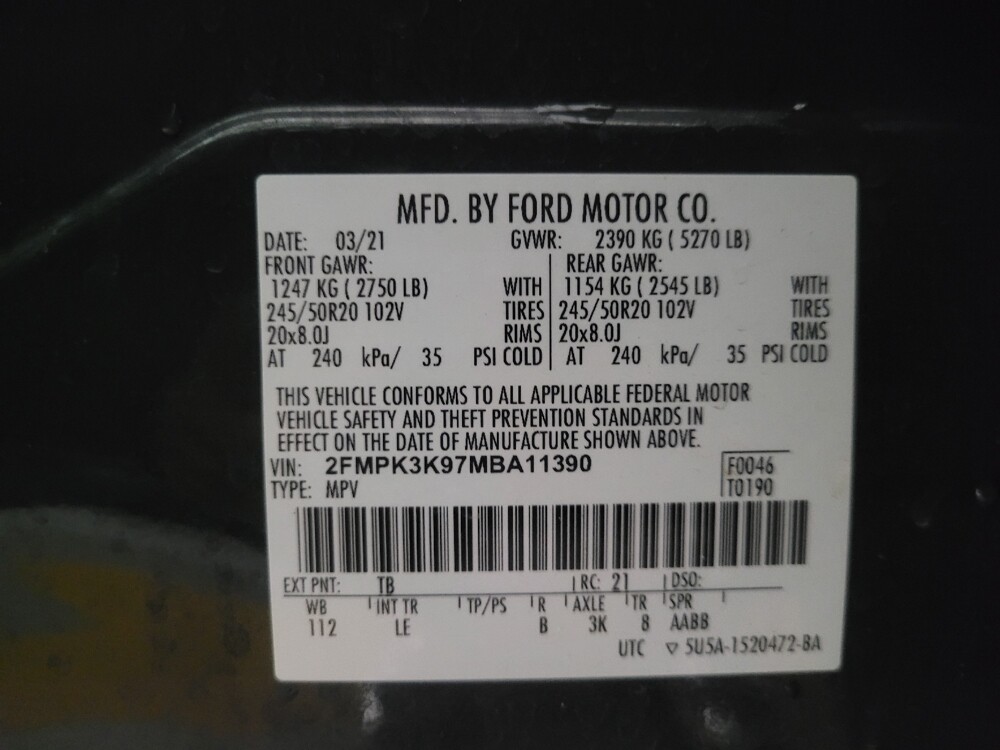 MFD. BY FORD MOTOR CO.
DATE: 03/21 GVWR: 2390 KG ( 5270 LB)
FRONT GAWR: REAR GAWR:
1247 KG ( 2750 LB) WITH 1154 KG ( 2545 LB) WITH
245/50R20 102V TIRES 245/50R20 102V TIRES
20x8.0J RIMS 20x8.0J RIMS
AT 240 kPa/ 35 PSI COLD AT 240 kPa/ 35 PSI COLD
THIS VEHICLE CONFORMS TO ALL APPLICABLE FEDERAL MOTOR
VEHICLE SAFETY AND THEFT PREVENTION STANDARDS IN
EFFECT ON THE DATE OF MANUFACTURE SHOWN ABOVE.
VIN: 2FMPK3K97MBA11390 F0046
TYPE: MPV T0190
EXT PNT: TB RC: 21 DSO:
WB INT TR TP/PS R AXLE TR SPR
112 LE B 3K 8 AABB
UTC ▽ 5U5A-1520472-BA